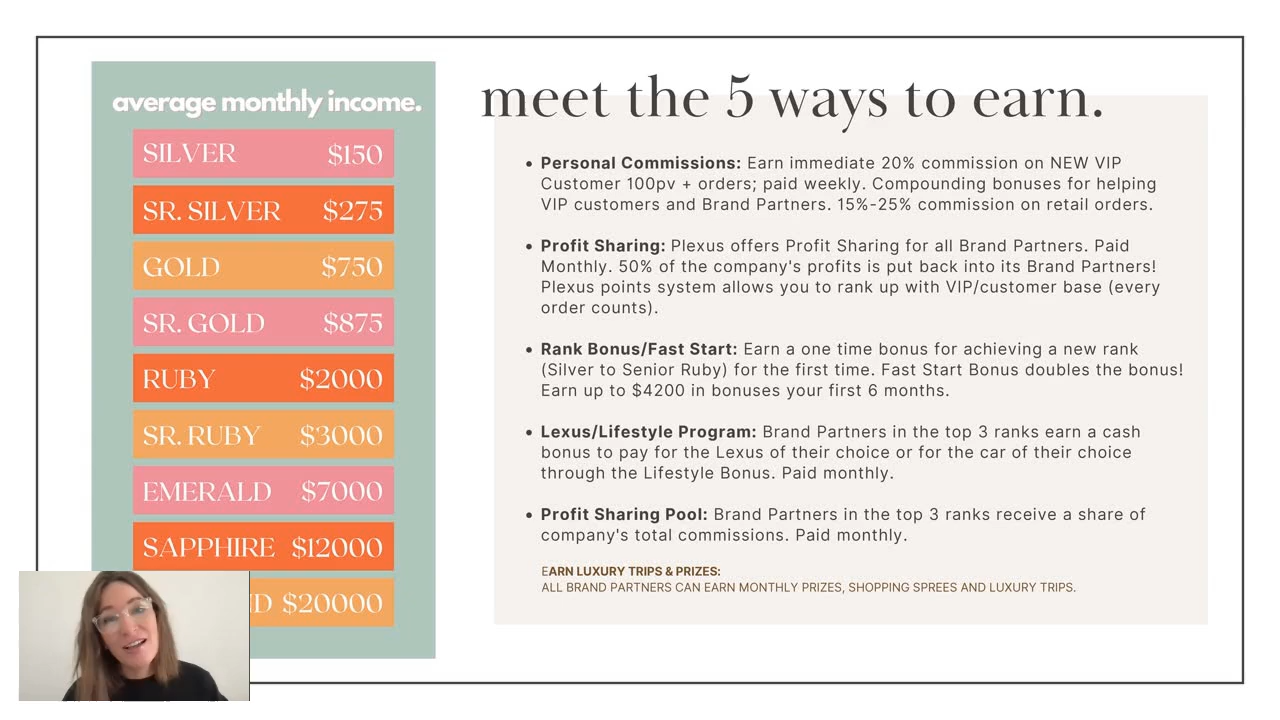 average monthly income.
SILVER $150
SR. SILVER $275
GOLD $750
SR. GOLD $875
RUBY $2000
SR. RUBY $3000
EMERALD $7000
SAPPHIRE $12000
$20000
meet the 5 ways to earn.
• Personal Commissions: Earn immediate 20% commission on NEW VIP
Customer 100pv + orders; paid weekly. Compounding bonuses for helping
VIP customers and Brand Partners. 15%-25% commission on retail orders.
• Profit Sharing: Plexus offers Profit Sharing for all Brand Partners. Paid
Monthly. 50% of the company's profits is put back into its Brand Partners!
Plexus points system allows you to rank up with VIP/customer base (every
order counts).
• Rank Bonus/Fast Start: Earn a one time bonus for achieving a new rank
(Silver to Senior Ruby) for the first time. Fast Start Bonus doubles the bonus!
Earn up to $4200 in bonuses your first 6 months.
• Lexus/Lifestyle Program: Brand Partners in the top 3 ranks earn a cash
bonus to pay for the Lexus of their choice or for the car of their choice
through the Lifestyle Bonus. Paid monthly.
• Profit Sharing Pool: Brand Partners in the top 3 ranks receive a share of
company's total commissions. Paid monthly.
EARN LUXURY TRIPS & PRIZES:
ALL BRAND PARTNERS CAN EARN MONTHLY PRIZES, SHOPPING SPREES AND LUXURY TRIPS.